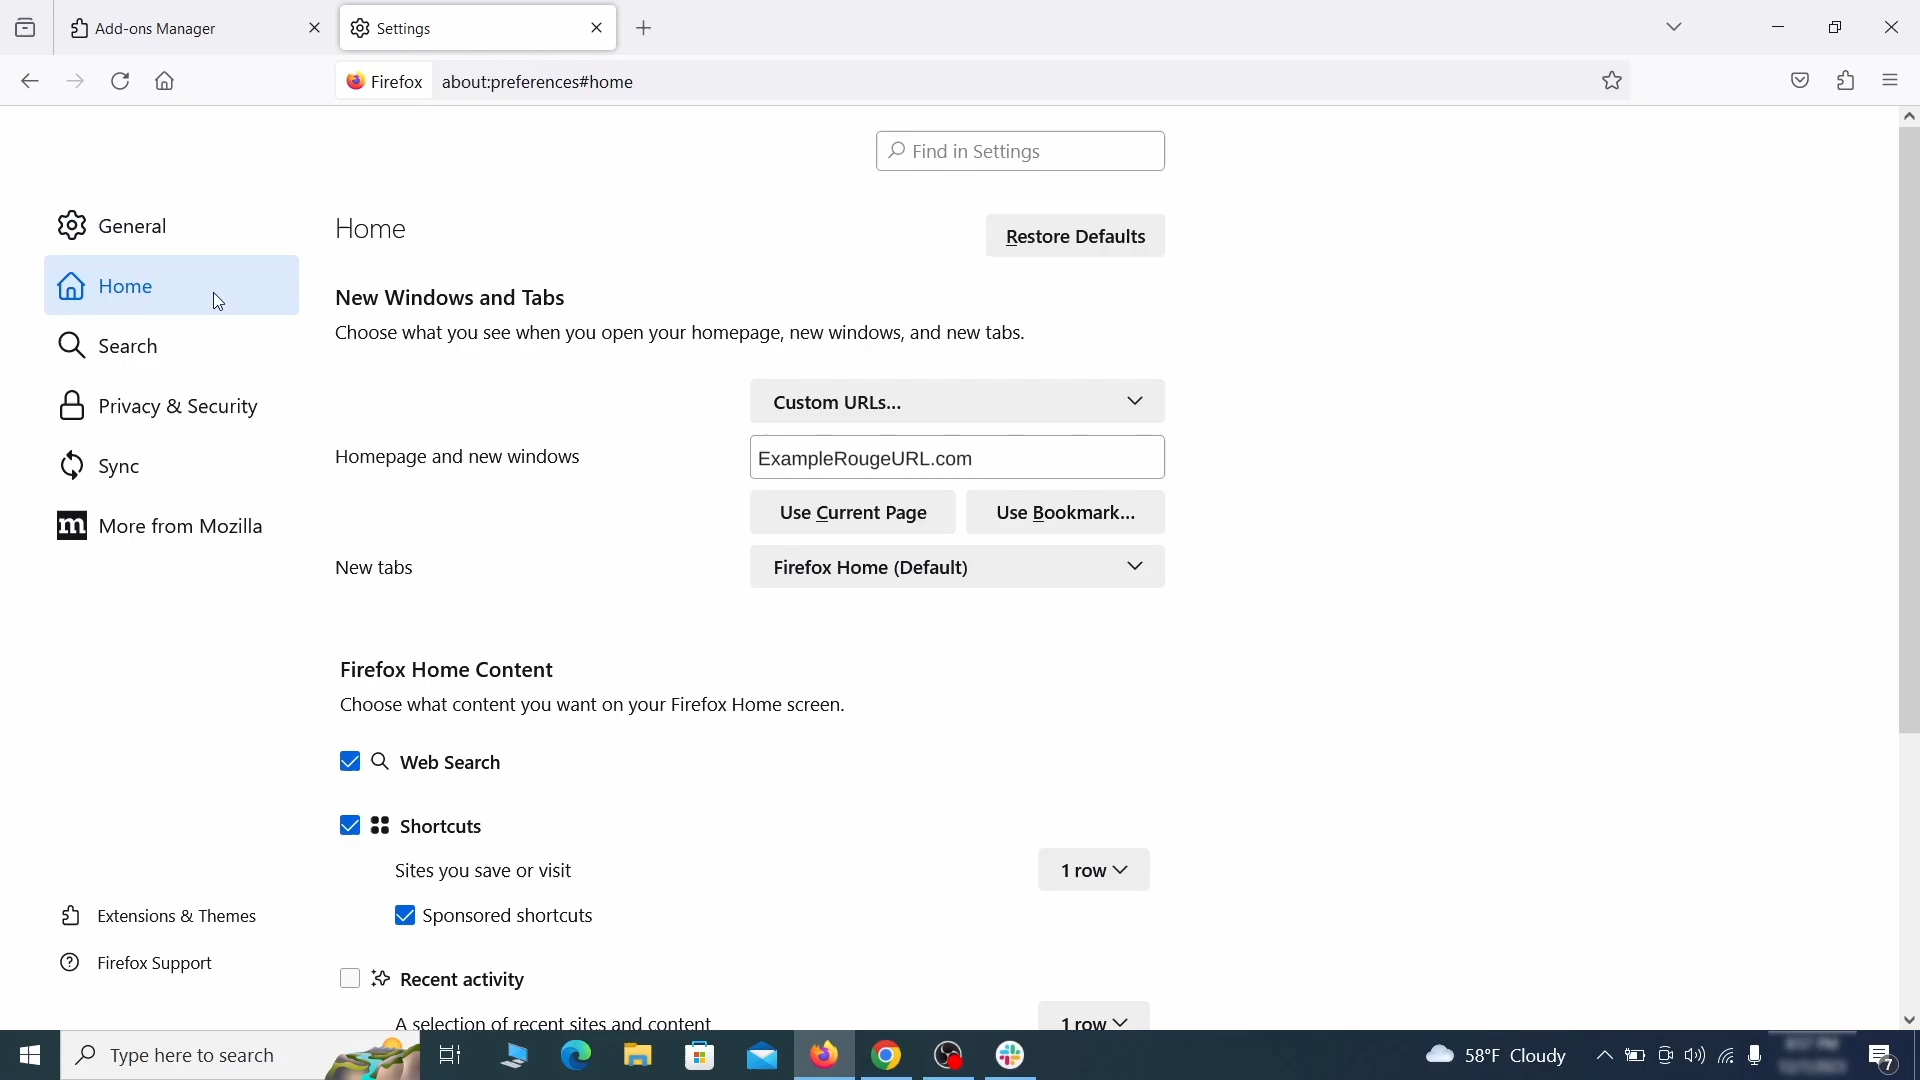 Add-ons Manager
Settings
Firefox
about:preferences#home
Find in Settings
General
Home
Search
Privacy & Security
Sync
m
More from Mozilla
Extensions & Themes
Firefox Support
Home
Restore Defaults
New Windows and Tabs
Choose what you see when you open your homepage, new windows, and new tabs.
Custom URLs...
Homepage and new windows
ExampleRougeURL.com
Use Current Page
Use Bookmark...
New tabs
Firefox Home (Default)
Firefox Home Content
Choose what content you want on your Firefox Home screen.
Web Search
Shortcuts
Sites you save or visit
1 row
Sponsored shortcuts
Recent activity
A selection of recent sites and content
1 row
Type here to search
58°F Cloudy
7